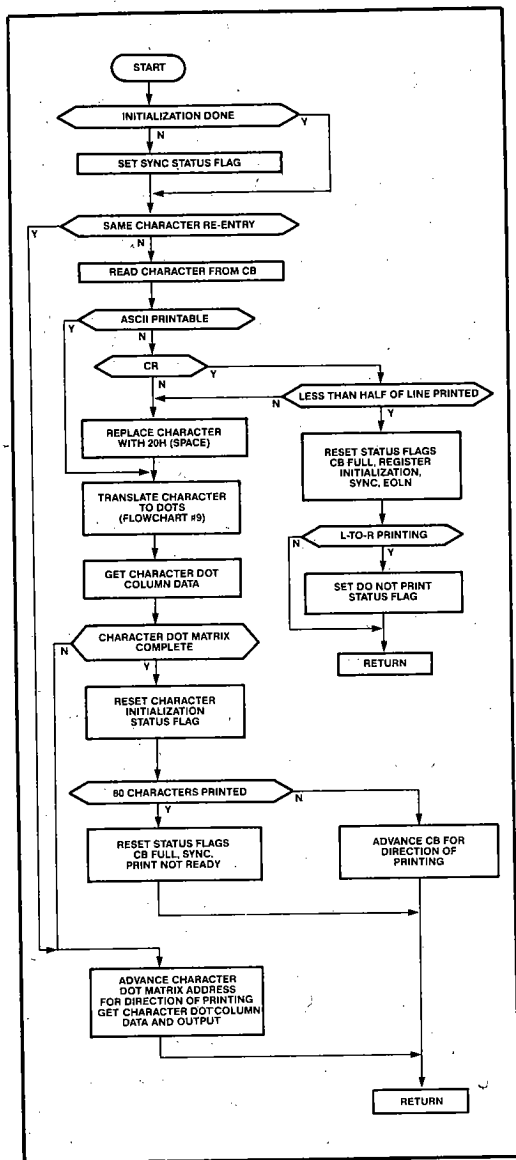 START
INITIALIZATION DONE
Y
N
SET SYNC STATUS FLAG
Y
SAME CHARACTER RE-ENTRY
N
READ CHARACTER FROM CB
Y
ASCII PRINTABLE
N
CR
Y
N
N
LESS THAN HALF OF LINE PRINTED
Y
REPLACE CHARACTER
WITH 20H (SPACE)
RESET STATUS FLAGS
CB FULL, REGISTER
INITIALIZATION,
SYNC, EOLN
TRANSLATE CHARACTER
TO DOTS
(FLOWCHART #9)
N
L-TO-R PRINTING
Y
GET CHARACTER DOT
COLUMN DATA
SET DO NOT PRINT
STATUS FLAG
N
CHARACTER DOT MATRIX
COMPLETE
Y
RETURN
RESET CHARACTER
INITIALIZATION
STATUS FLAG
80 CHARACTERS PRINTED
N
Y
RESET STATUS FLAGS
CB FULL, SYNC,
PRINT NOT READY
ADVANCE CB FOR
DIRECTION OF
PRINTING
ADVANCE CHARACTER
DOT MATRIX ADDRESS
FOR DIRECTION OF PRINTING
GET CHARACTER DOT COLUMN
DATA AND OUTPUT
RETURN